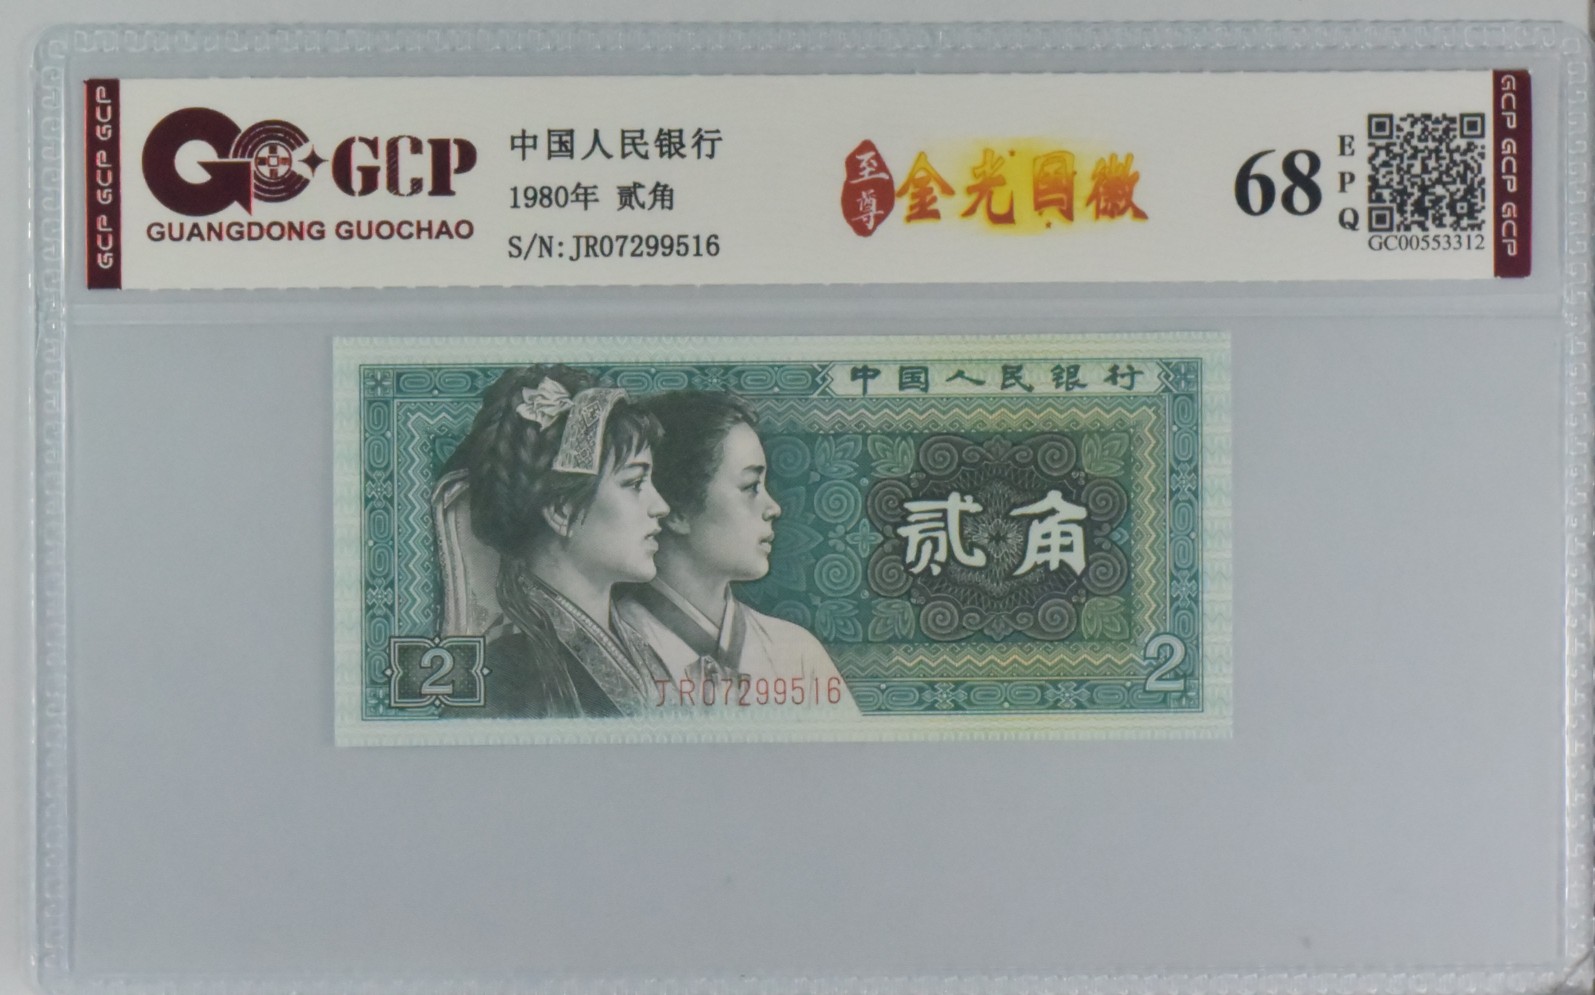 GCP
GUANGDONG GUOCHAO
中国人民银行
1980年 贰角
S/N:JR07299516
至尊
金光国徽
68
EPQ
GC00553312
GCP GCP GCP
GCP GCP GCP
中国人民银行
贰角
2
2
JR07299516